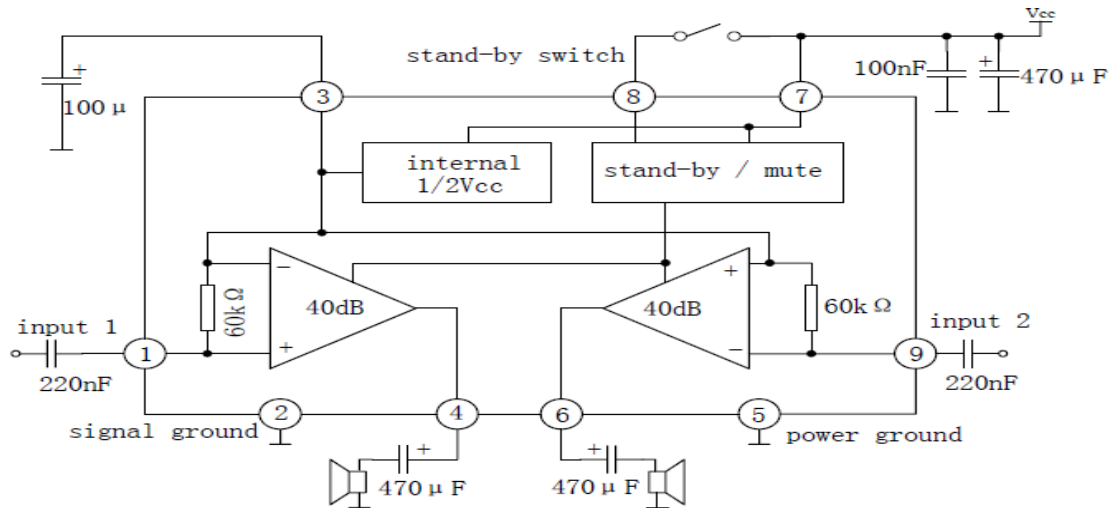 Vcc
stand-by switch
100nF
+
470μF
+
100μ
3
8
7
internal
1/2Vcc
stand-by / mute
−
40dB
+
60kΩ
+
40dB
−
60kΩ
input 1
220nF
1
input 2
220nF
9
signal ground
2
4
6
5
power ground
+
470μF
+
470μF